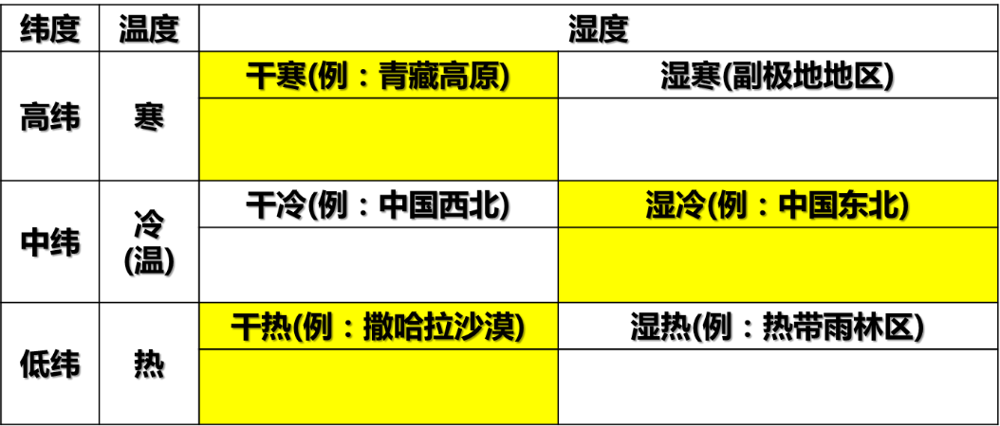 纬度 温度 湿度
干寒(例：青藏高原) 湿寒(副极地地区)
高纬 寒
干冷(例：中国西北) 湿冷(例：中国东北)
中纬 冷
(温)
干热(例：撒哈拉沙漠) 湿热(例：热带雨林区)
低纬 热